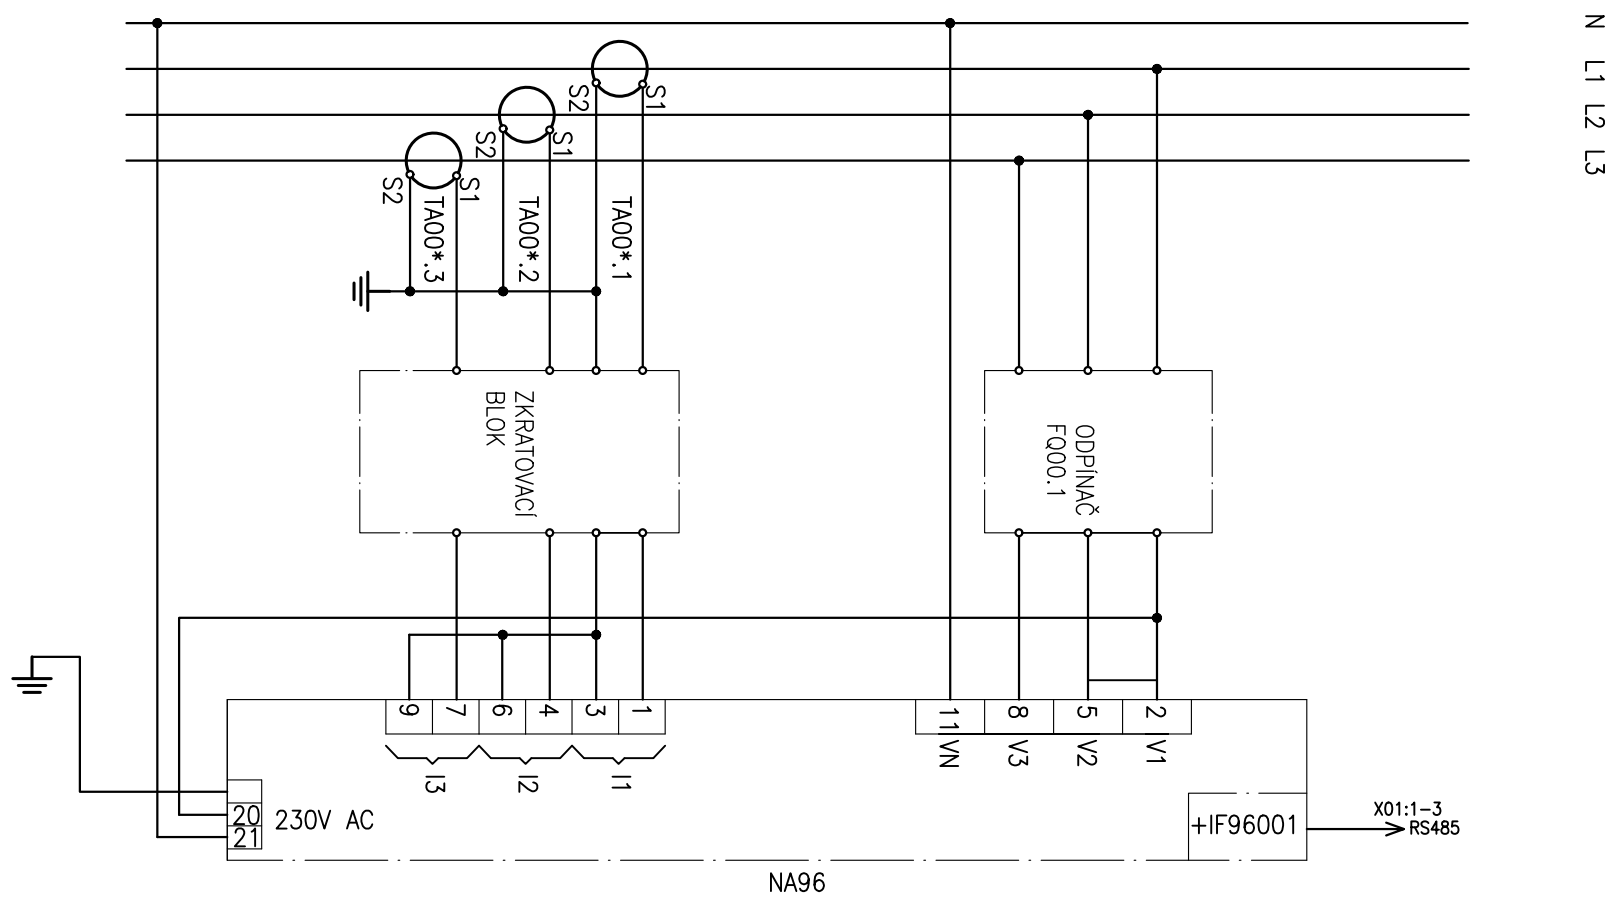 N
L1
L2
L3
S2
S1
S2
S1
S2
S1
TA00*.3
TA00*.2
TA00*.1
ZKRATOVACÍ
BLOK
ODPÍNAČ
FQ00.1
9
7
6
4
3
1
11
8
5
2
I3
I2
I1
VN
V3
V2
V1
20
21
230V AC
+IF96001
X01:1-3
RS485
NA96